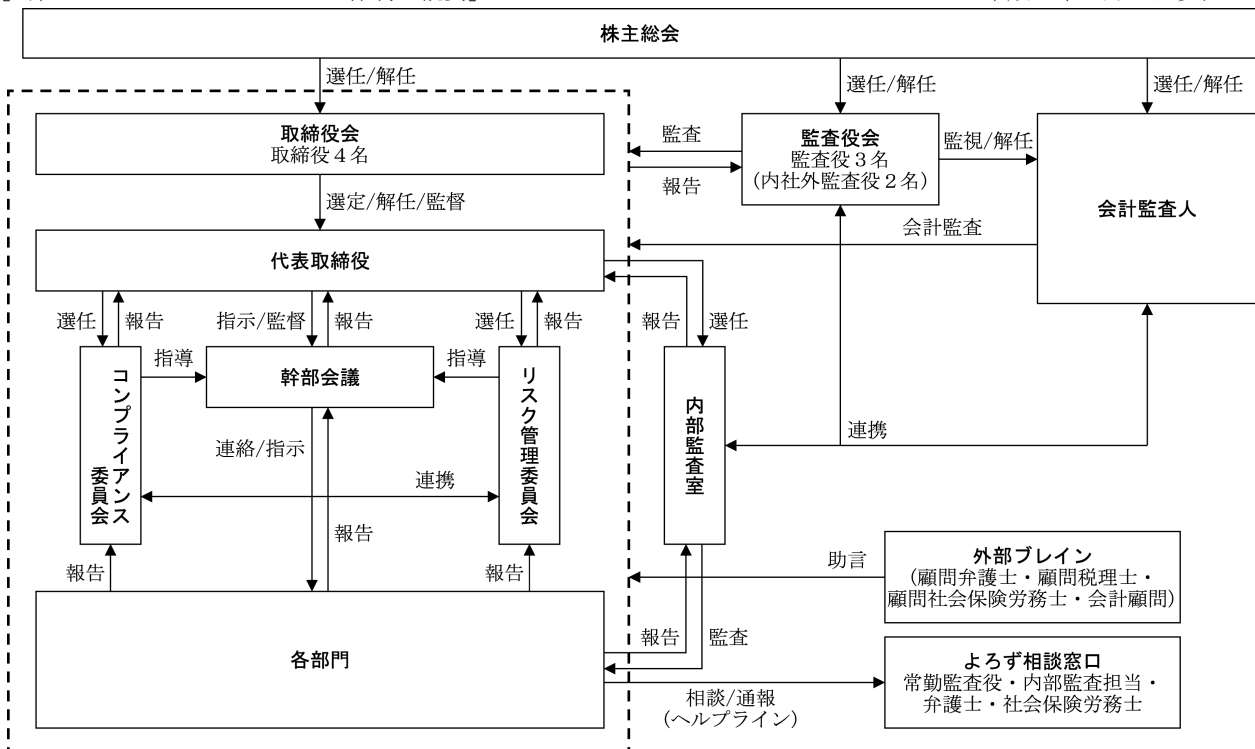 株主総会
選任/解任
選任/解任
選任/解任
取締役会
取締役4名
監査
報告
監査役会
監査役3名
(内社外監査役2名)
監視/解任
会計監査人
選定/解任/監督
会計監査
代表取締役
選任
報告
指示/監督
報告
選任
報告
報告
選任
コンプライアンス
委員会
指導
幹部会議
指導
リスク管理委員会
内部監査室
連携
連絡/指示
連携
報告
報告
報告
助言
外部ブレイン
(顧問弁護士・顧問税理士・
顧問社会保険労務士・会計顧問)
各部門
報告
監査
相談/通報
(ヘルプライン)
よろず相談窓口
常勤監査役・内部監査担当・
弁護士・社会保険労務士